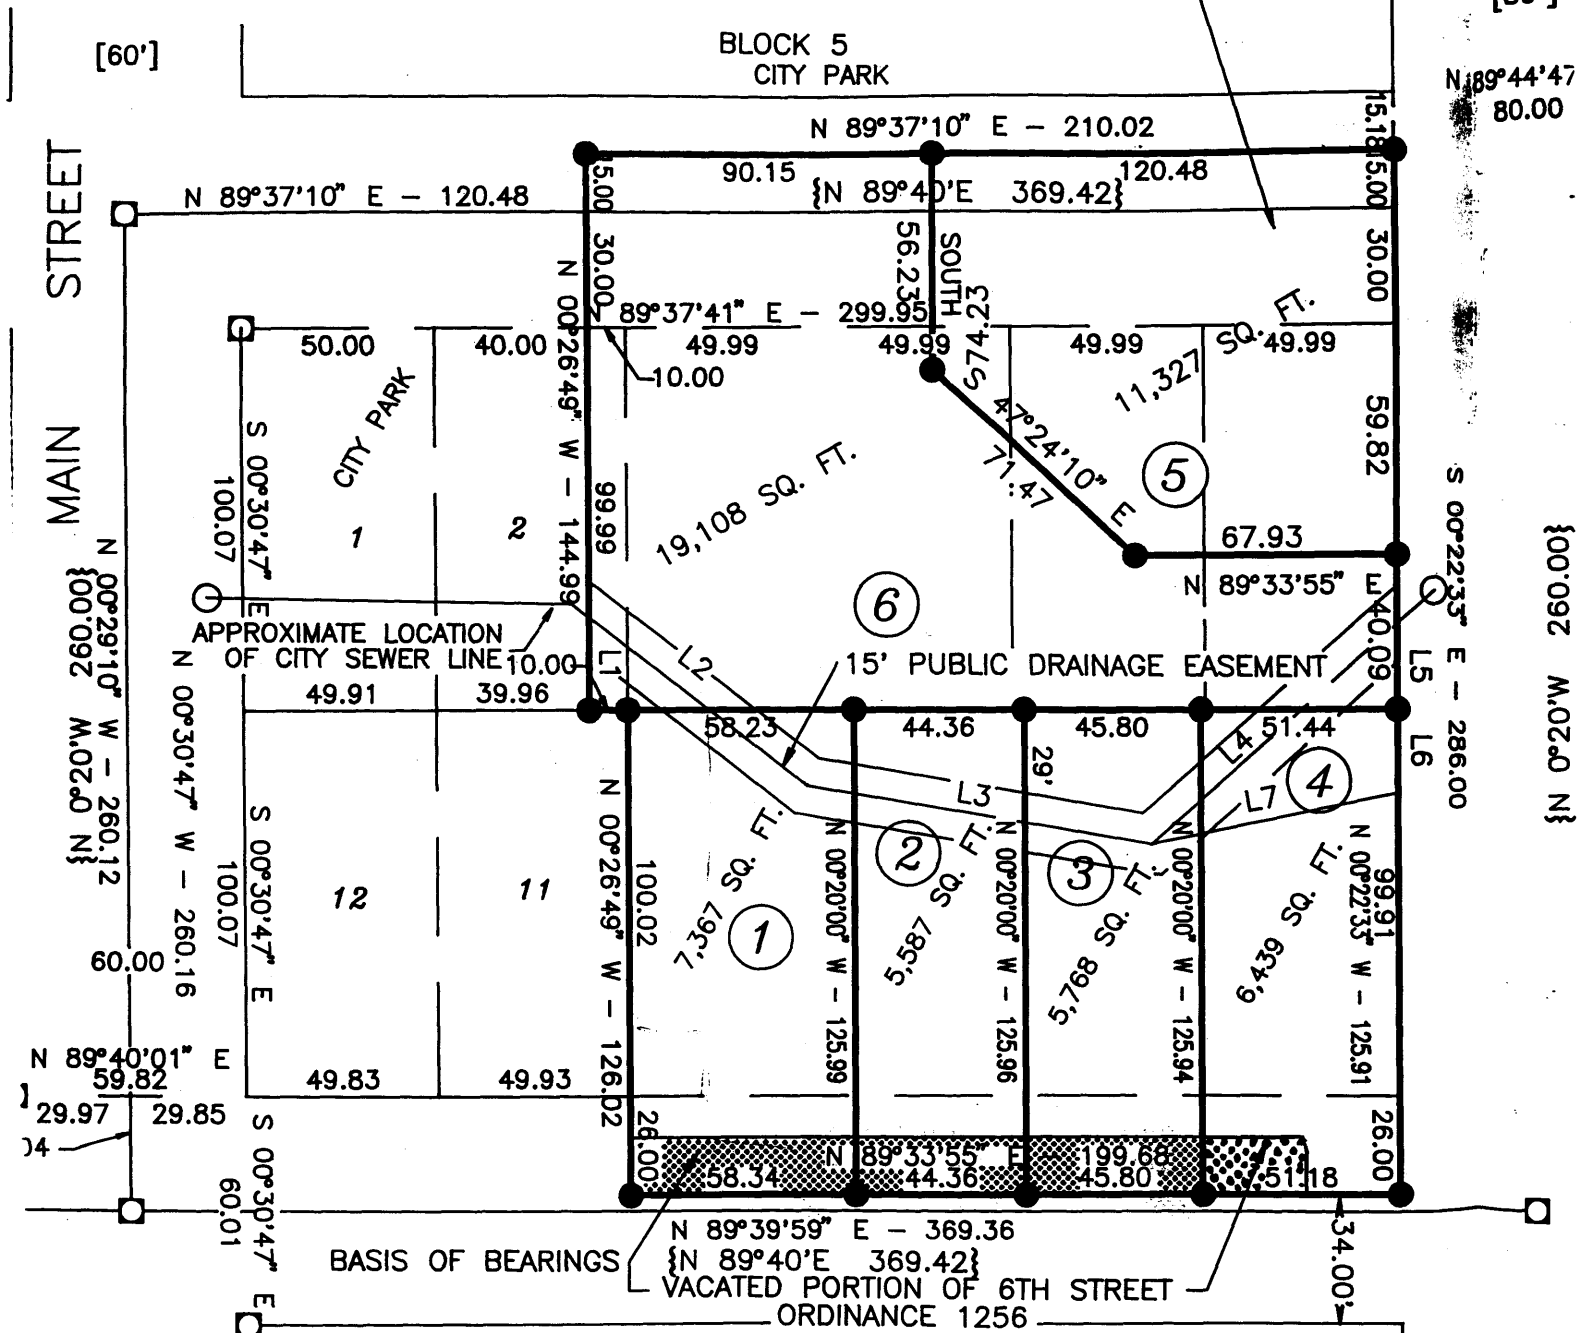 [60']
BLOCK 5
CITY PARK
N 89°44'47
80.00
15.18
N 89°37'10" E – 210.02
90.15
120.48
15.00
{N 89°40'E 369.42}
N 89°37'10" E – 120.48
STREET
MAIN
30.00
56.23
SOUTH
S74.23
30.00
89°37'41" E – 299.95
50.00
40.00
49.99
49.99
49.99
49.99
10.00
CITY PARK
N 00°26'49" W – 144.99
11,327 SQ. FT.
59.82
S 47°24'10" E
71.47
5
S 00°30'47" E
100.07
1
2
99.99
19,108 SQ. FT.
67.93
N 89°33'55" E
S 00°22'33" E – 286.00
{N 0°20'W 260.00}
N 00°29'10" W – 260.12
{N 0°20'W 260.00}
6
40.09
APPROXIMATE LOCATION
OF CITY SEWER LINE
10.00
L1
L2
15' PUBLIC DRAINAGE EASEMENT
L5
N 00°30'47" W – 260.16
49.91
39.96
58.23
44.36
45.80
51.44
L4
L6
29'
L3
L7
4
S 00°30'47" E
100.07
12
11
N 00°26'49" W – 126.02
100.02
7,367 SQ. FT.
1
N 00°20'00" W – 125.99
2
5,587 SQ. FT.
N 00°20'00" W – 125.96
3
5,768 SQ. FT.
N 00°20'00" W – 125.94
6,439 SQ. FT.
N 00°22'33" W – 125.91
99.91
60.00
N 89°40'01" E
59.82
29.97
29.85
49.83
49.93
26.00
26.00
N 89°33'55" E – 199.68
58.34
44.36
45.80
51.18
S 00°30'47" E
60.01
N 89°39'59" E – 369.36
{N 89°40'E 369.42}
BASIS OF BEARINGS
VACATED PORTION OF 6TH STREET
ORDINANCE 1256
34.00'